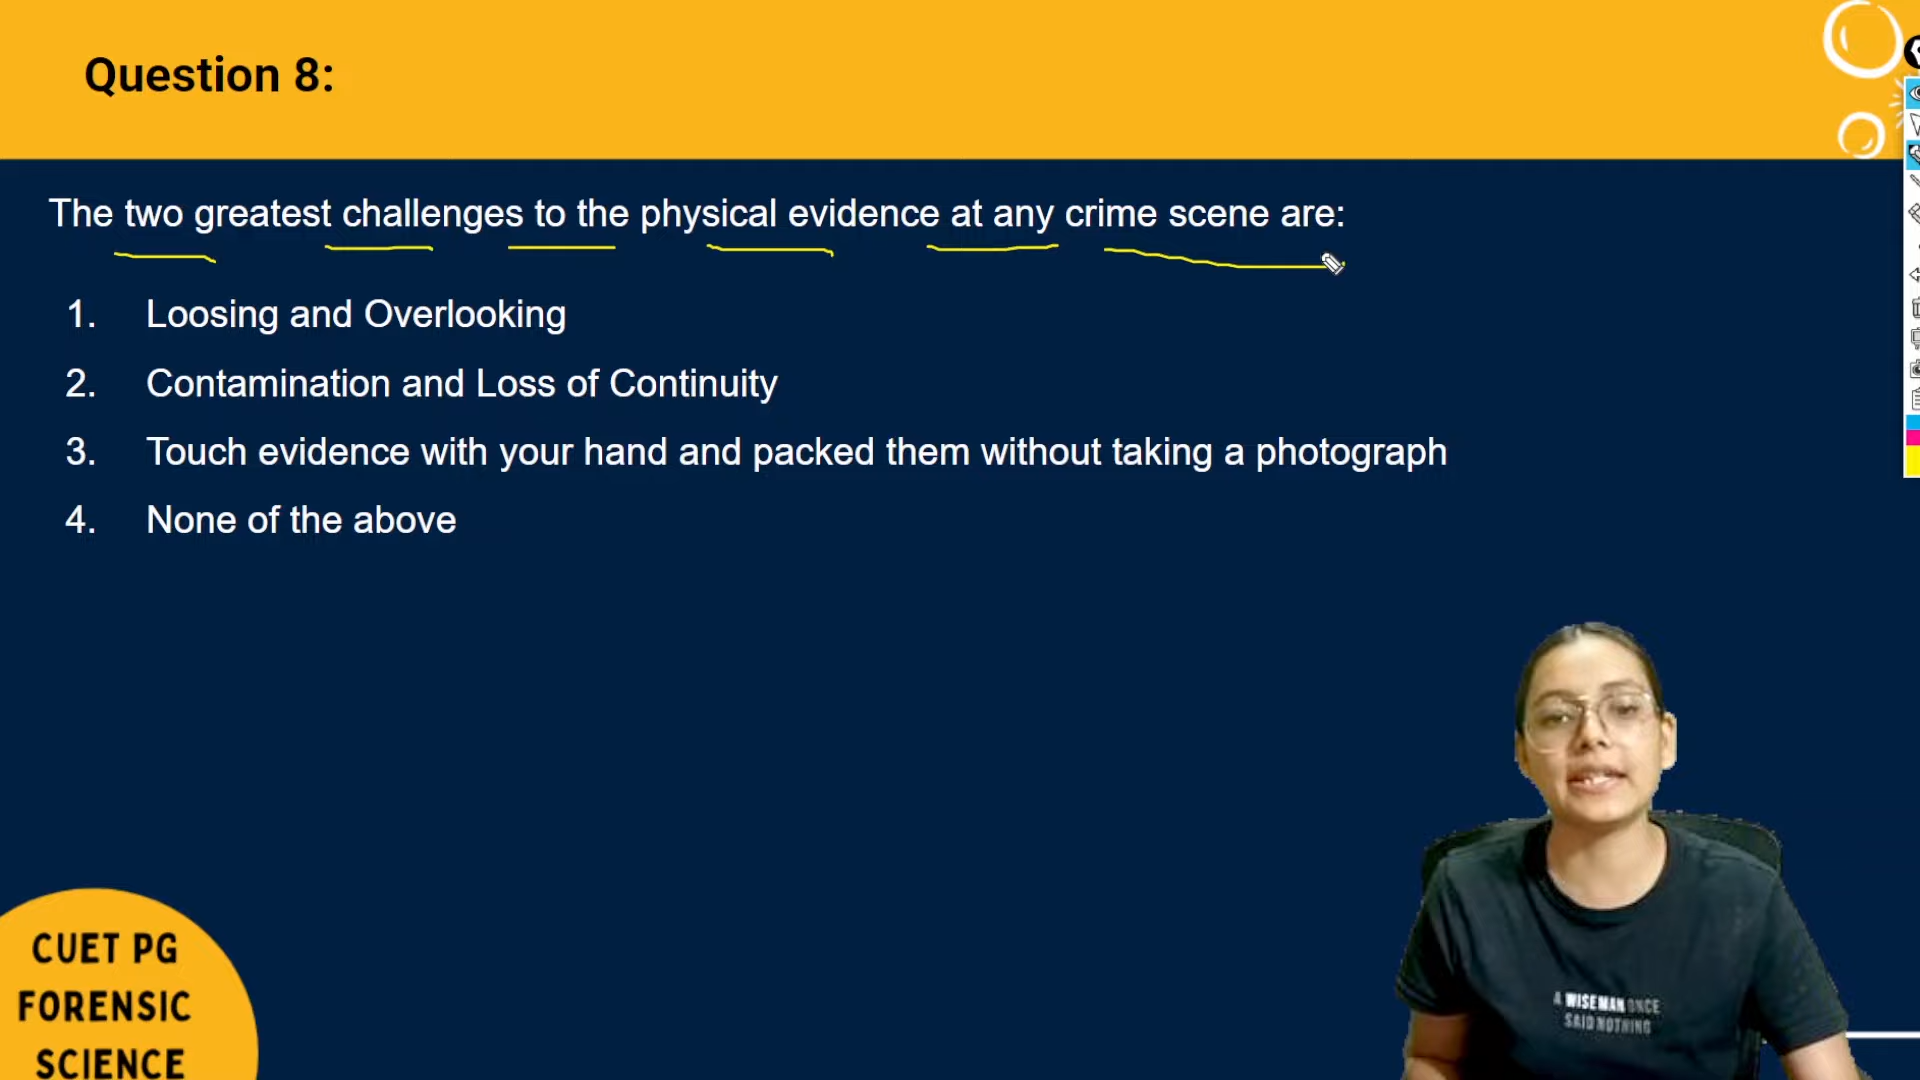 Question 8:
The two greatest challenges to the physical evidence at any crime scene are:
1. Loosing and Overlooking
2. Contamination and Loss of Continuity
3. Touch evidence with your hand and packed them without taking a photograph
4. None of the above
CUET PG
FORENSIC
SCIENCE
A WISEMAN ONCE
SAID NOTHING